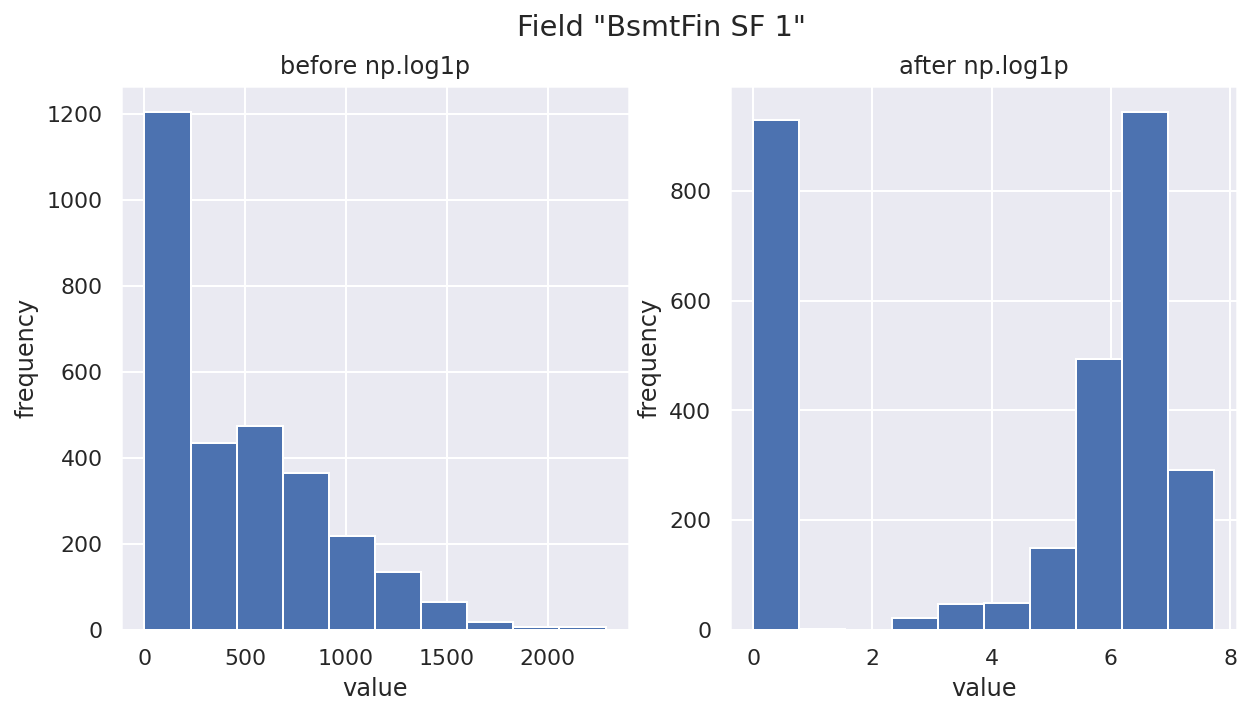 Field "BsmtFin SF 1"
before np.log1p
1200
1000
800
600
400
200
0
frequency
0 500 1000 1500 2000
value
after np.log1p
800
600
400
200
0
frequency
0 2 4 6 8
value